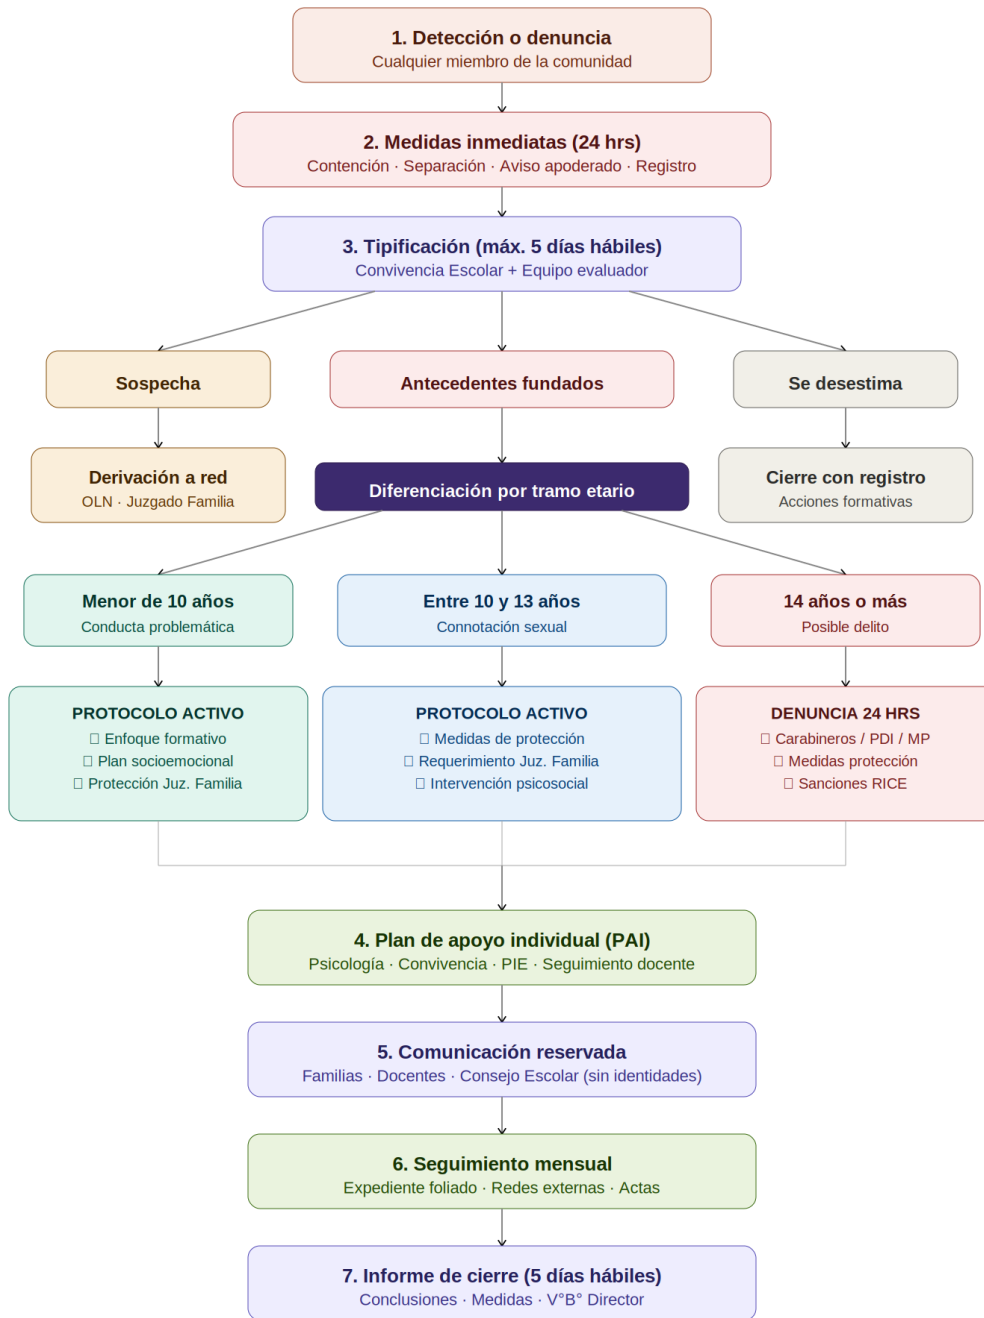 1. Detección o denuncia
Cualquier miembro de la comunidad
2. Medidas inmediatas (24 hrs)
Contención · Separación · Aviso apoderado · Registro
3. Tipificación (máx. 5 días hábiles)
Convivencia Escolar + Equipo evaluador
Sospecha
Antecedentes fundados
Se desestima
Derivación a red
OLN · Juzgado Familia
Diferenciación por tramo etario
Cierre con registro
Acciones formativas
Menor de 10 años
Conducta problemática
Entre 10 y 13 años
Connotación sexual
14 años o más
Posible delito
PROTOCOLO ACTIVO
Enfoque formativo
Plan socioemocional
Protección Juz. Familia
PROTOCOLO ACTIVO
Medidas de protección
Requerimiento Juz. Familia
Intervención psicosocial
DENUNCIA 24 HRS
Carabineros / PDI / MP
Medidas protección
Sanciones RICE
4. Plan de apoyo individual (PAI)
Psicología · Convivencia · PIE · Seguimiento docente
5. Comunicación reservada
Familias · Docentes · Consejo Escolar (sin identidades)
6. Seguimiento mensual
Expediente foliado · Redes externas · Actas
7. Informe de cierre (5 días hábiles)
Conclusiones · Medidas · V°B° Director